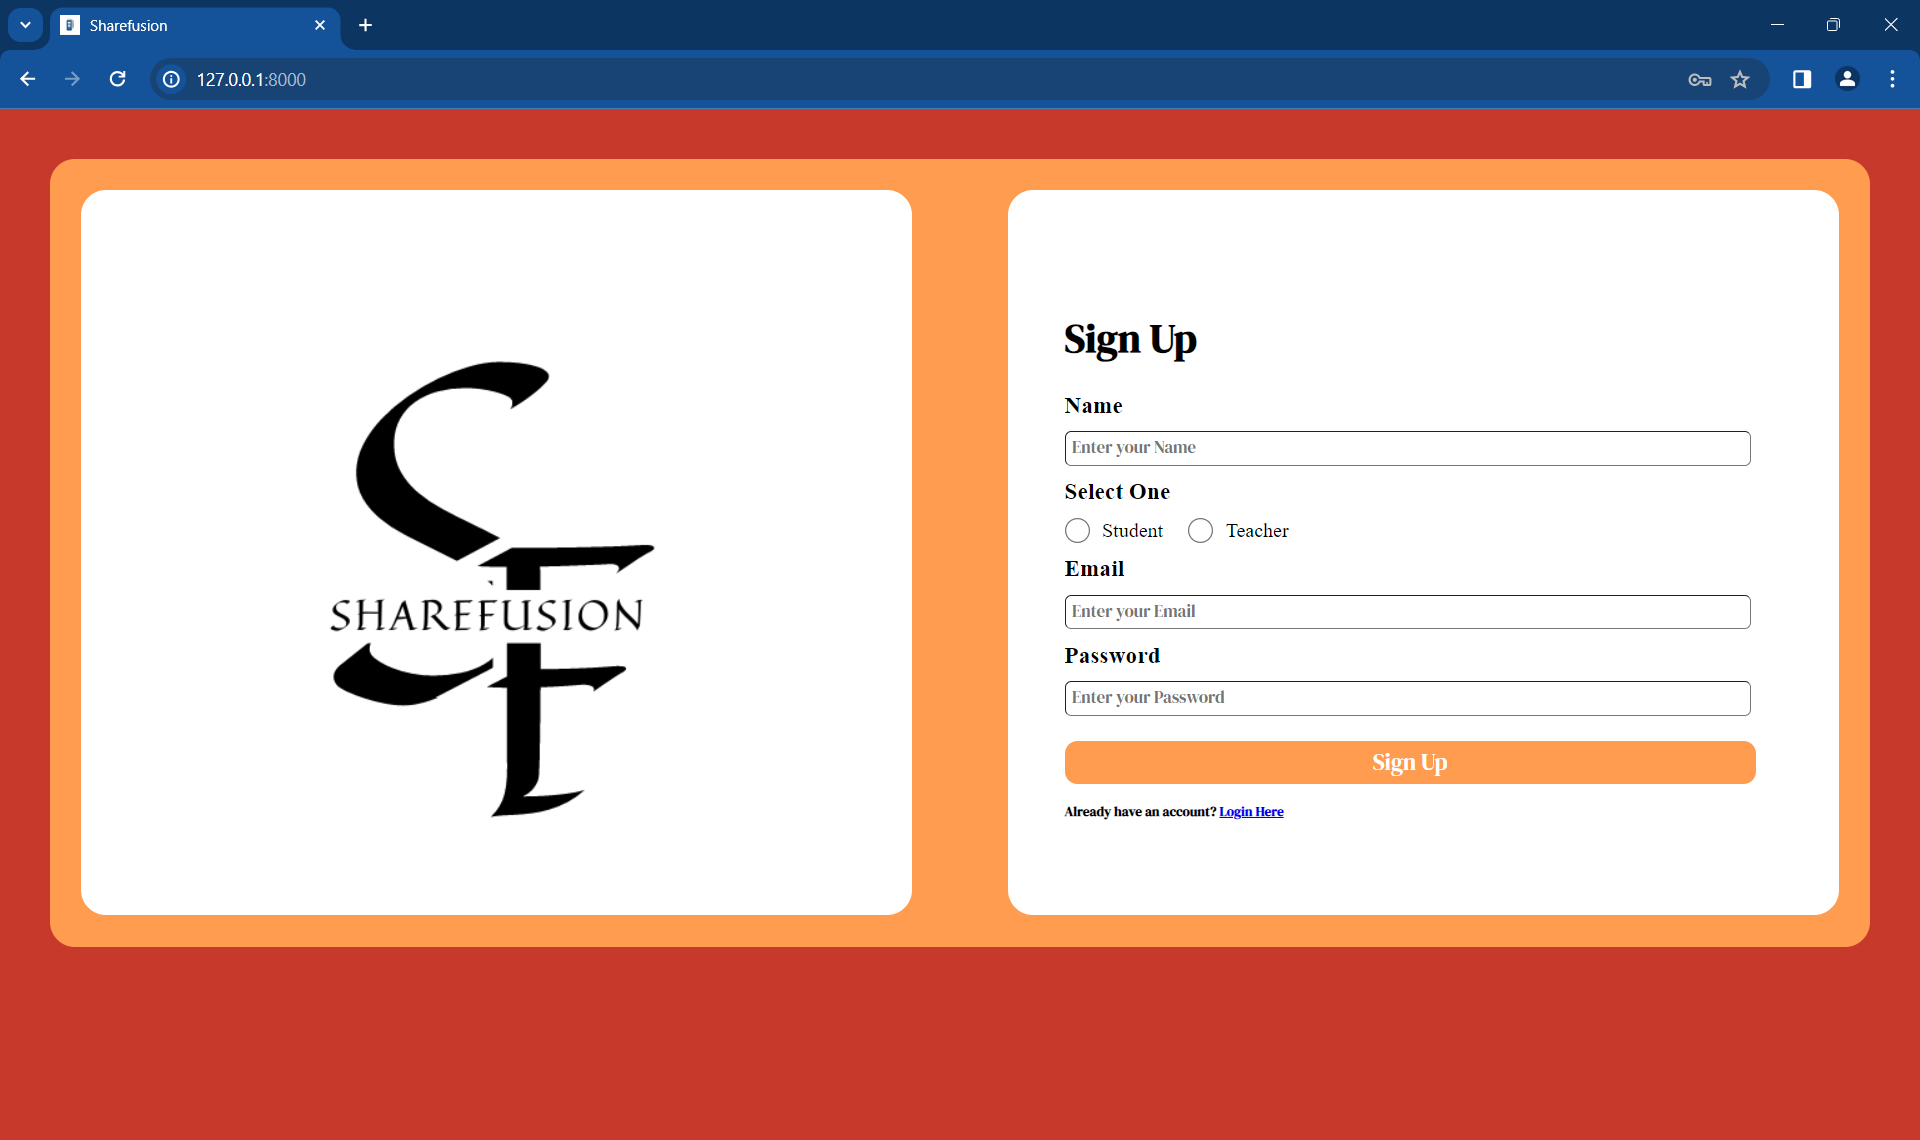 Sharefusion
127.0.0.1:8000
SHAREFUSION
Sign Up
Name
Enter your Name
Select One
Student Teacher
Email
Enter your Email
Password
Enter your Password
Sign Up
Already have an account? Login Here